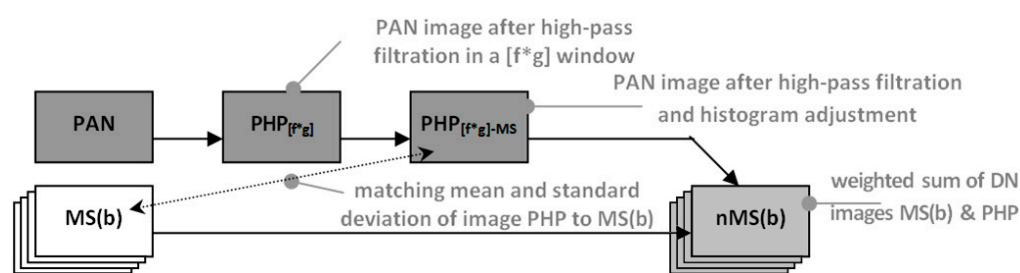 PAN image after high-pass
filtration in a [f*g] window
PAN image after high-pass filtration
and histogram adjustment
PAN
PHP[f*g]
PHP[f*g]-MS
MS(b)
matching mean and standard
deviation of image PHP to MS(b)
nMS(b)
weighted sum of DN
images MS(b) & PHP